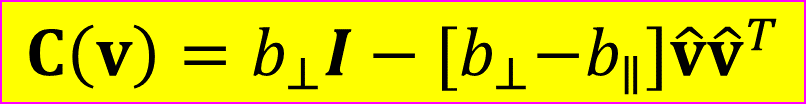 𝐂(𝐯) = b⊥𝑰 − [b⊥−b∥]𝐯̂𝐯̂ᵀ